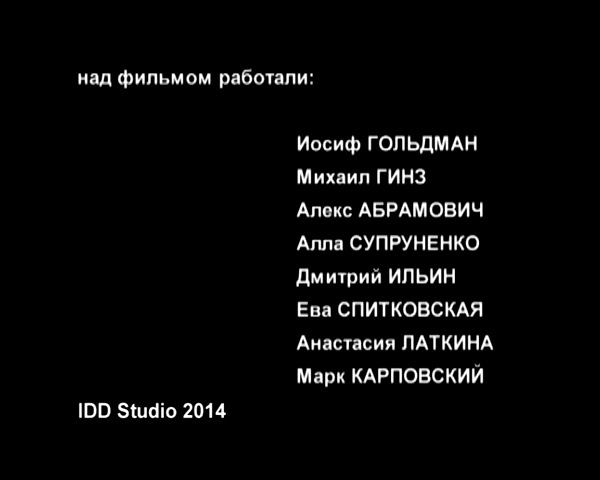 над фильмом работали:
Иосиф ГОЛЬДМАН
Михаил ГИНЗ
Алекс АБРАМОВИЧ
Алла СУПРУНЕНКО
Дмитрий ИЛЬИН
Ева СПИТКОВСКАЯ
Анастасия ЛАТКИНА
Марк КАРПОВСКИЙ
IDD Studio 2014